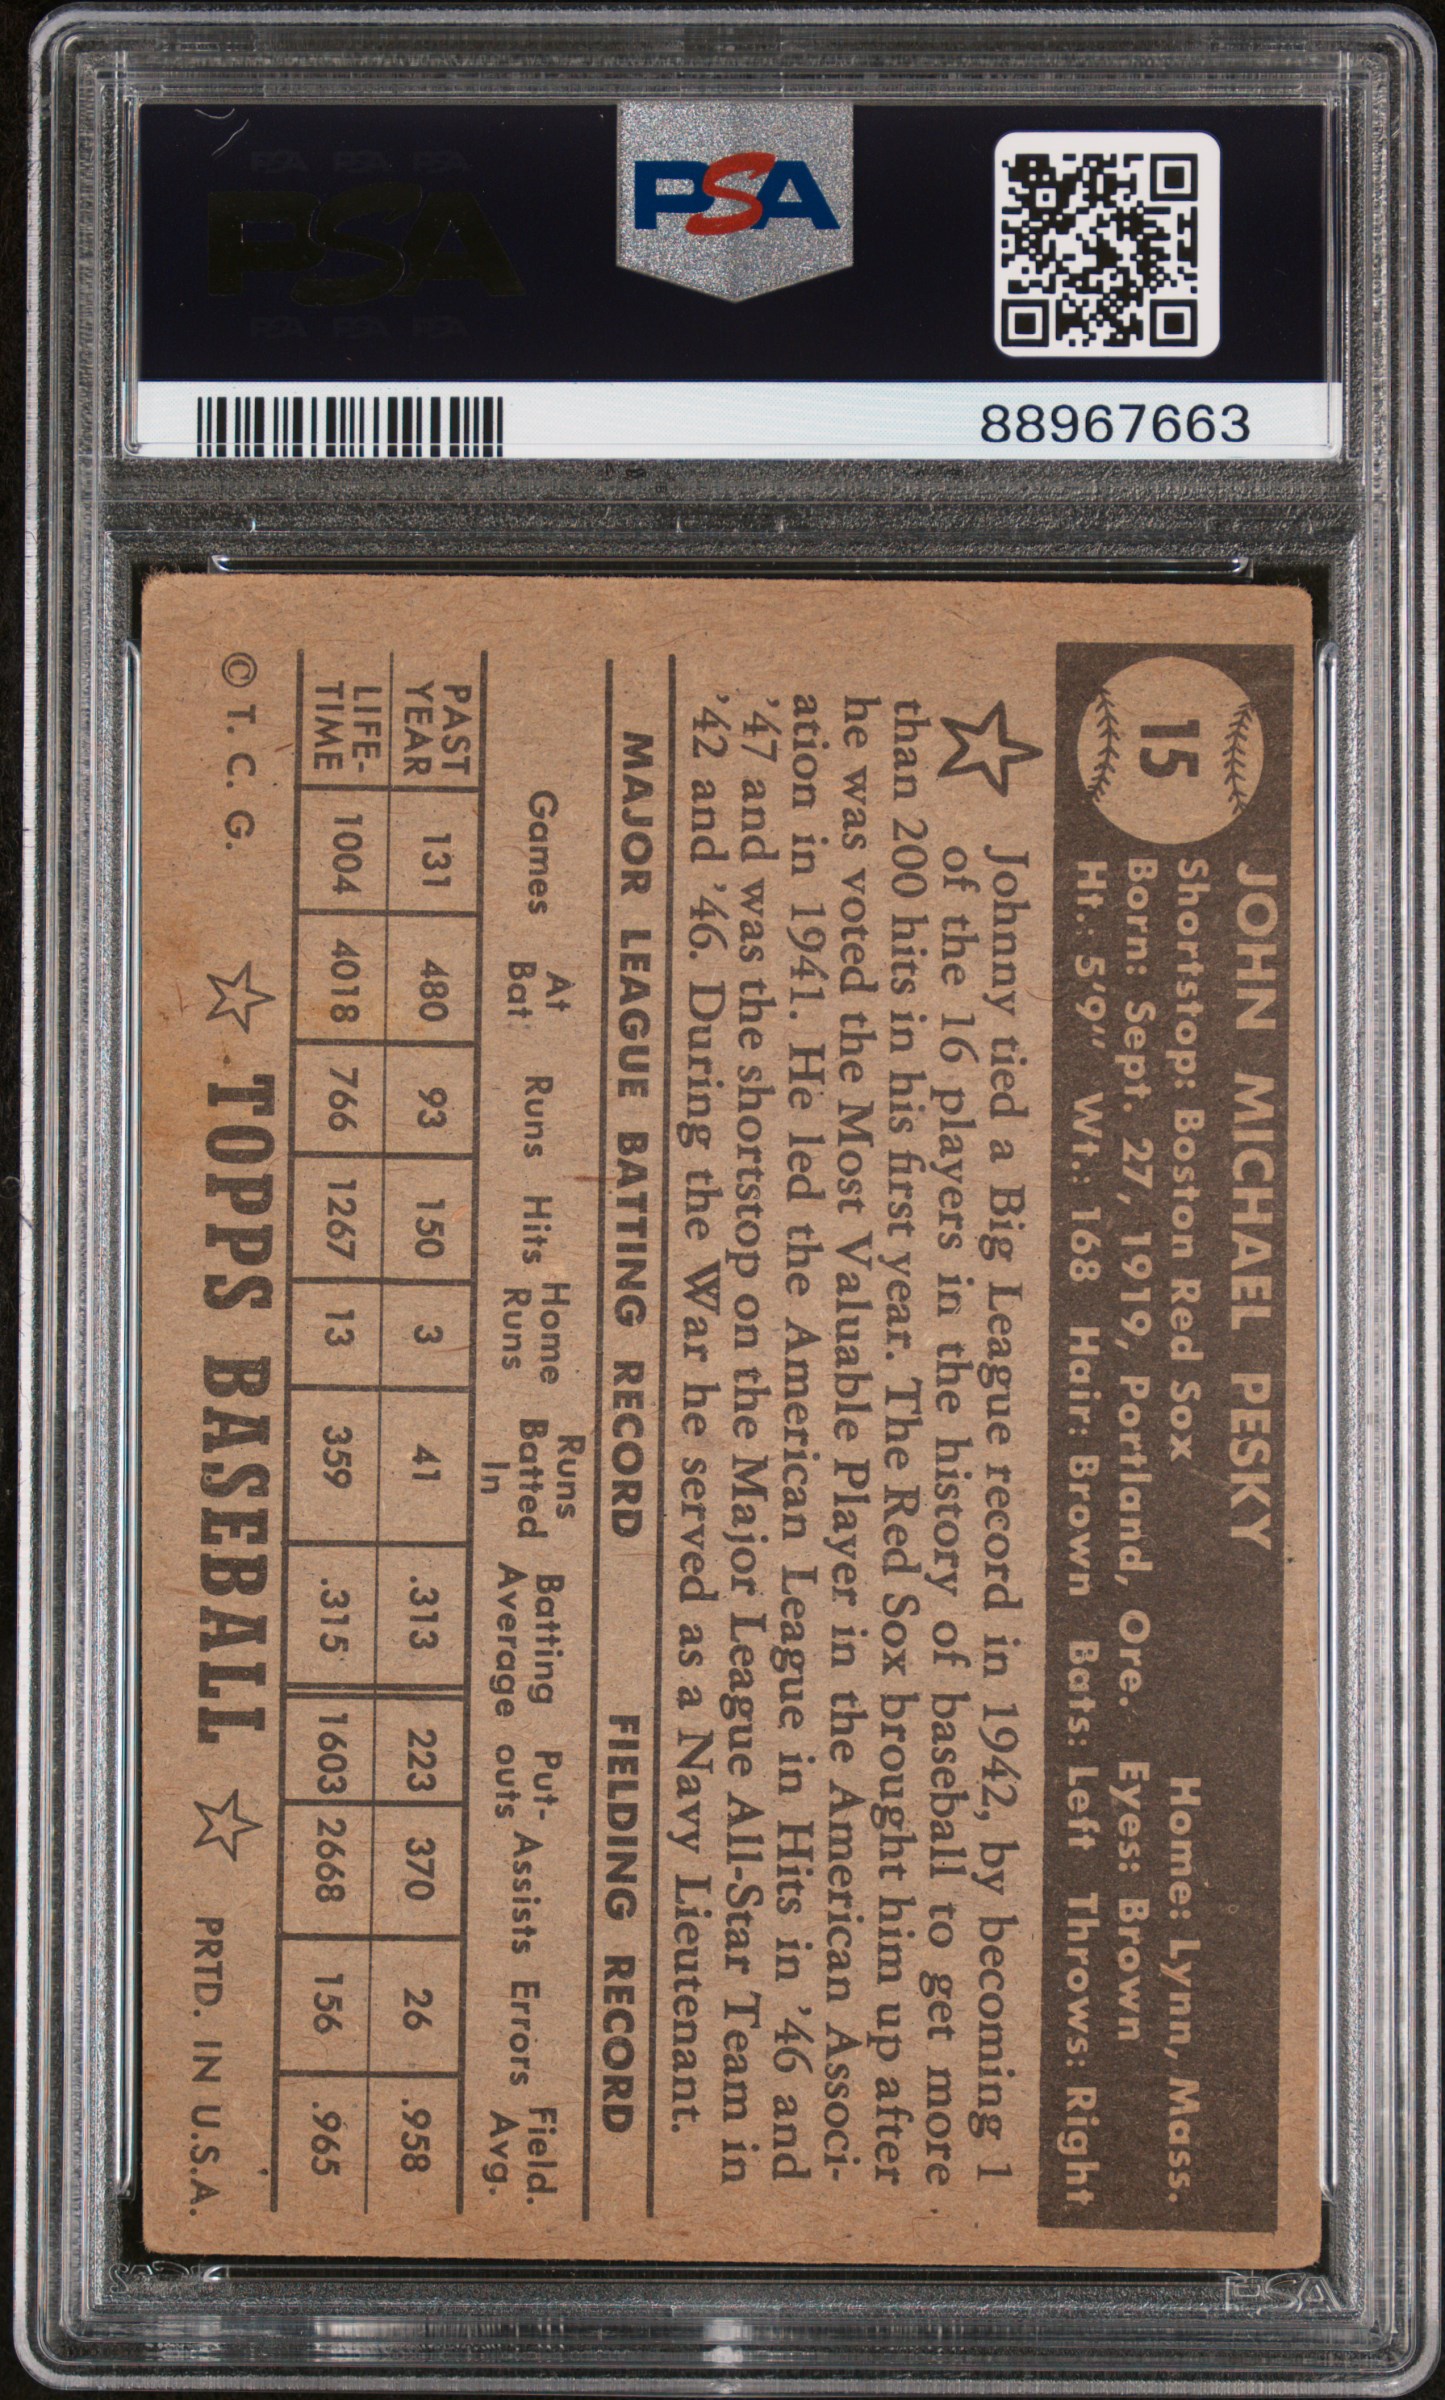 PSA PSA PSA
PSA
PSA PSA PSA
PSA
88967663
15
JOHN MICHAEL PESKY
Shortstop: Boston Red Sox Home: Lynn, Mass.
Born: Sept. 27, 1919, Portland, Ore. Eyes: Brown
Ht.: 5'9" Wt.: 168 Hair: Brown Bats: Left Throws: Right
Johnny tied a Big League record in 1942, by becoming 1
of the 16 players in the history of baseball to get more
than 200 hits in his first year. The Red Sox brought him up after
he was voted the Most Valuable Player in the American Associ-
ation in 1941. He led the American League in Hits in '46 and
'47 and was the shortstop on the Major League All-Star Team in
'42 and '46. During the War he served as a Navy Lieutenant.
MAJOR LEAGUE BATTING RECORD FIELDING RECORD
Games At Bat Runs Hits Home Runs Runs Batted In Batting Average Put-outs Assists Errors Field. Avg.
PAST YEAR 131 480 93 150 3 41 .313 223 370 26 .958
LIFE-TIME 1004 4018 766 1267 13 359 .315 1603 2668 156 .965
© T. C. G. TOPPS BASEBALL PRTD. IN U.S.A.
PSA